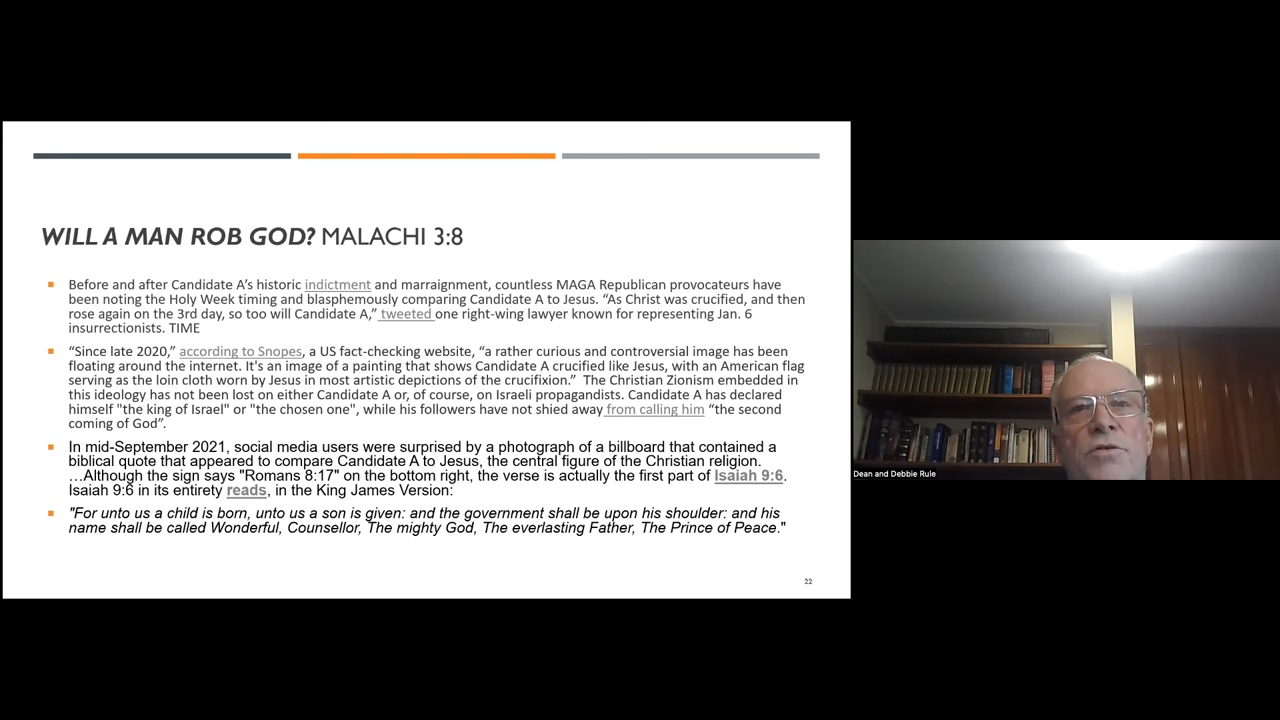 WILL A MAN ROB GOD? MALACHI 3:8
Before and after Candidate A's historic indictment and marraignment, countless MAGA Republican provocateurs have
been noting the Holy Week timing and blasphemously comparing Candidate A to Jesus. “As Christ was crucified, and then
rose again on the 3rd day, so too will Candidate A,” tweeted one right-wing lawyer known for representing Jan. 6
insurrectionists. TIME
“Since late 2020,” according to Snopes, a US fact-checking website, “a rather curious and controversial image has been
floating around the internet. It's an image of a painting that shows Candidate A crucified like Jesus, with an American flag
serving as the loin cloth worn by Jesus in most artistic depictions of the crucifixion.”  The Christian Zionism embedded in
this ideology has not been lost on either Candidate A or, of course, on Israeli propagandists. Candidate A has declared
himself "the king of Israel" or "the chosen one", while his followers have not shied away from calling him “the second
coming of God”.
In mid-September 2021, social media users were surprised by a photograph of a billboard that contained a
biblical quote that appeared to compare Candidate A to Jesus, the central figure of the Christian religion.
…Although the sign says "Romans 8:17" on the bottom right, the verse is actually the first part of Isaiah 9:6.
Isaiah 9:6 in its entirety reads, in the King James Version:
"For unto us a child is born, unto us a son is given: and the government shall be upon his shoulder: and his
name shall be called Wonderful, Counsellor, The mighty God, The everlasting Father, The Prince of Peace."
22
Dean and Debbie Rule